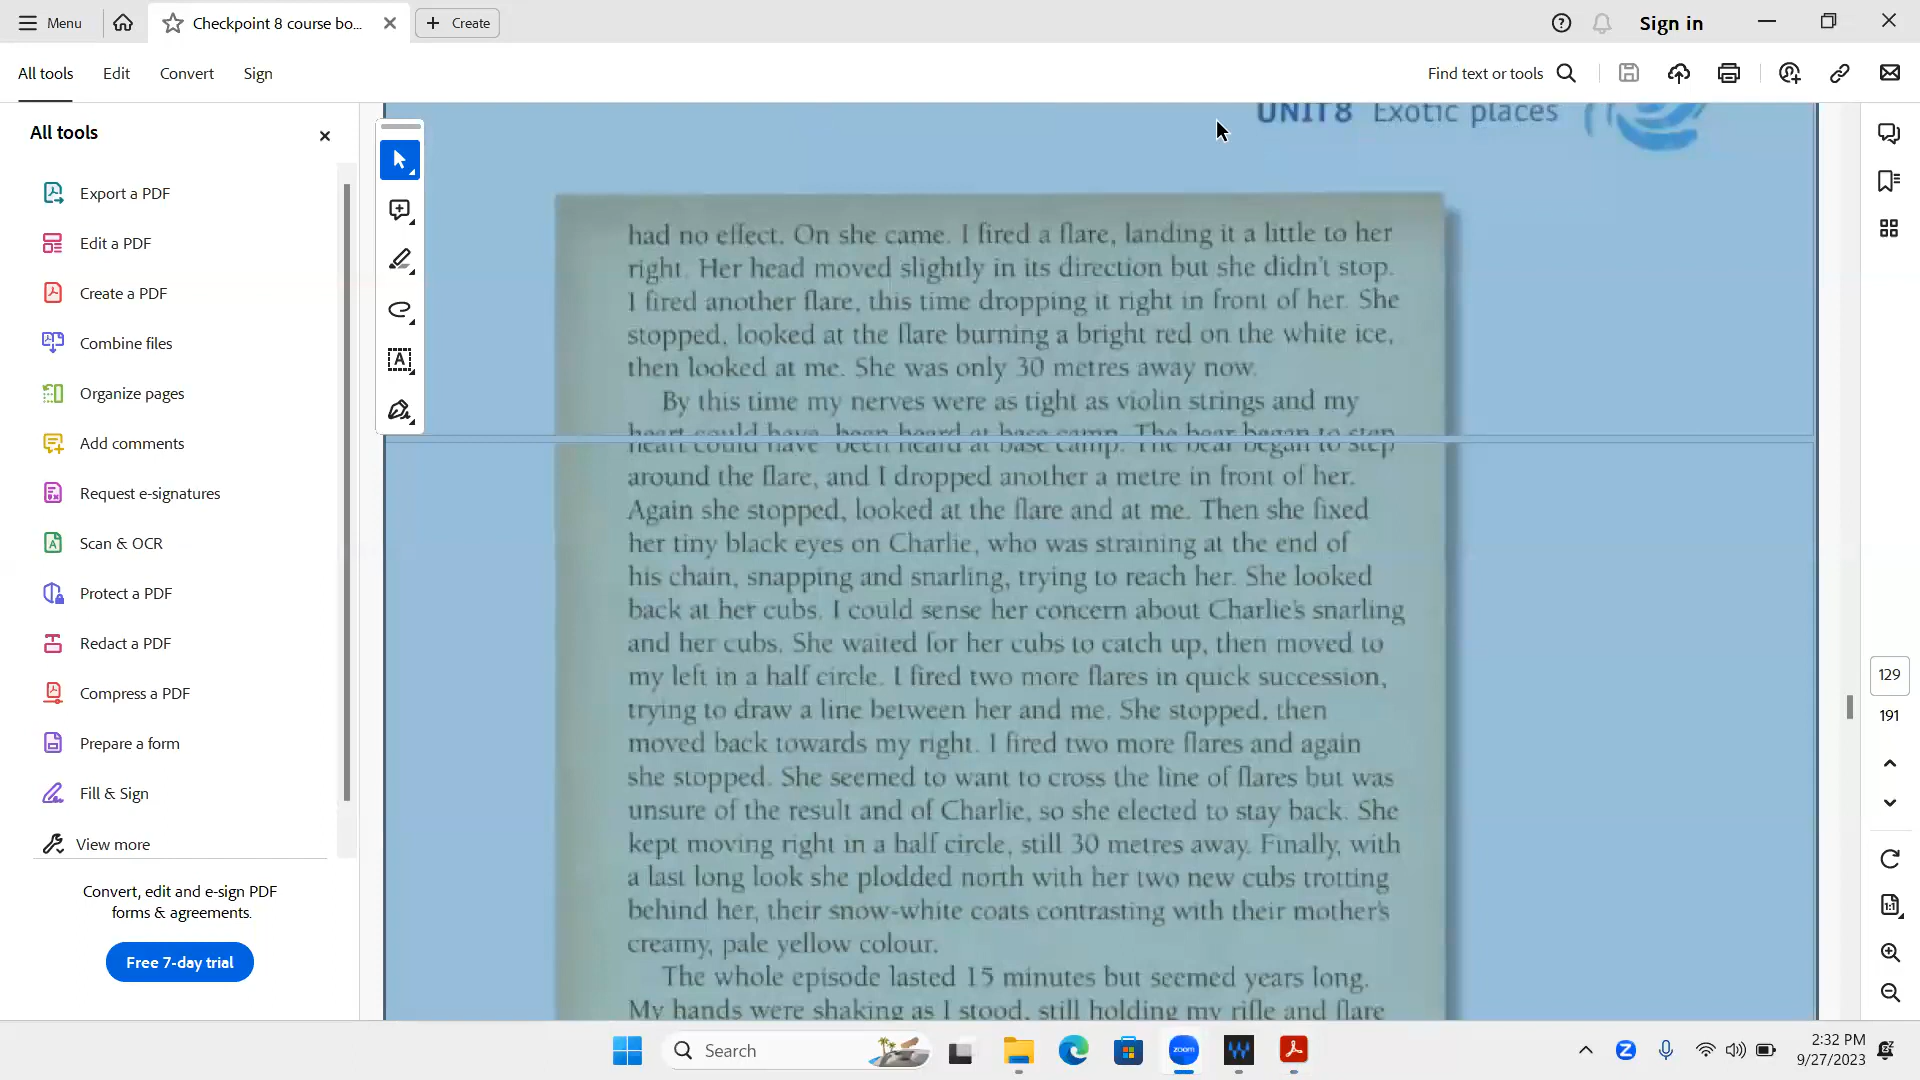 Menu
Checkpoint 8 course bo...
Create
Sign in
All tools
Edit
Convert
Sign
Find text or tools
All tools
Export a PDF
Edit a PDF
Create a PDF
Combine files
Organize pages
Add comments
Request e-signatures
Scan & OCR
Protect a PDF
Redact a PDF
Compress a PDF
Prepare a form
Fill & Sign
View more
Convert, edit and e-sign PDF
forms & agreements.
Free 7-day trial
UNIT 8 Exotic places
had no effect. On she came. I fired a flare, landing it a little to her
right. Her head moved slightly in its direction but she didn't stop.
I fired another flare, this time dropping it right in front of her. She
stopped, looked at the flare burning a bright red on the white ice,
then looked at me. She was only 30 metres away now.
By this time my nerves were as tight as violin strings and my
heart could have been heard at base camp. The bear began to step
around the flare, and I dropped another a metre in front of her.
Again she stopped, looked at the flare and at me. Then she fixed
her tiny black eyes on Charlie, who was straining at the end of
his chain, snapping and snarling, trying to reach her. She looked
back at her cubs. I could sense her concern about Charlie's snarling
and her cubs. She waited for her cubs to catch up, then moved to
my left in a half circle. I fired two more flares in quick succession,
trying to draw a line between her and me. She stopped, then
moved back towards my right. I fired two more flares and again
she stopped. She seemed to want to cross the line of flares but was
unsure of the result and of Charlie, so she elected to stay back. She
kept moving right in a half circle, still 30 metres away. Finally, with
a last long look she plodded north with her two new cubs trotting
behind her, their snow-white coats contrasting with their mother's
creamy, pale yellow colour.
The whole episode lasted 15 minutes but seemed years long.
My hands were shaking as I stood, still holding my rifle and flare
129
191
Search
zoom
2:32 PM
9/27/2023